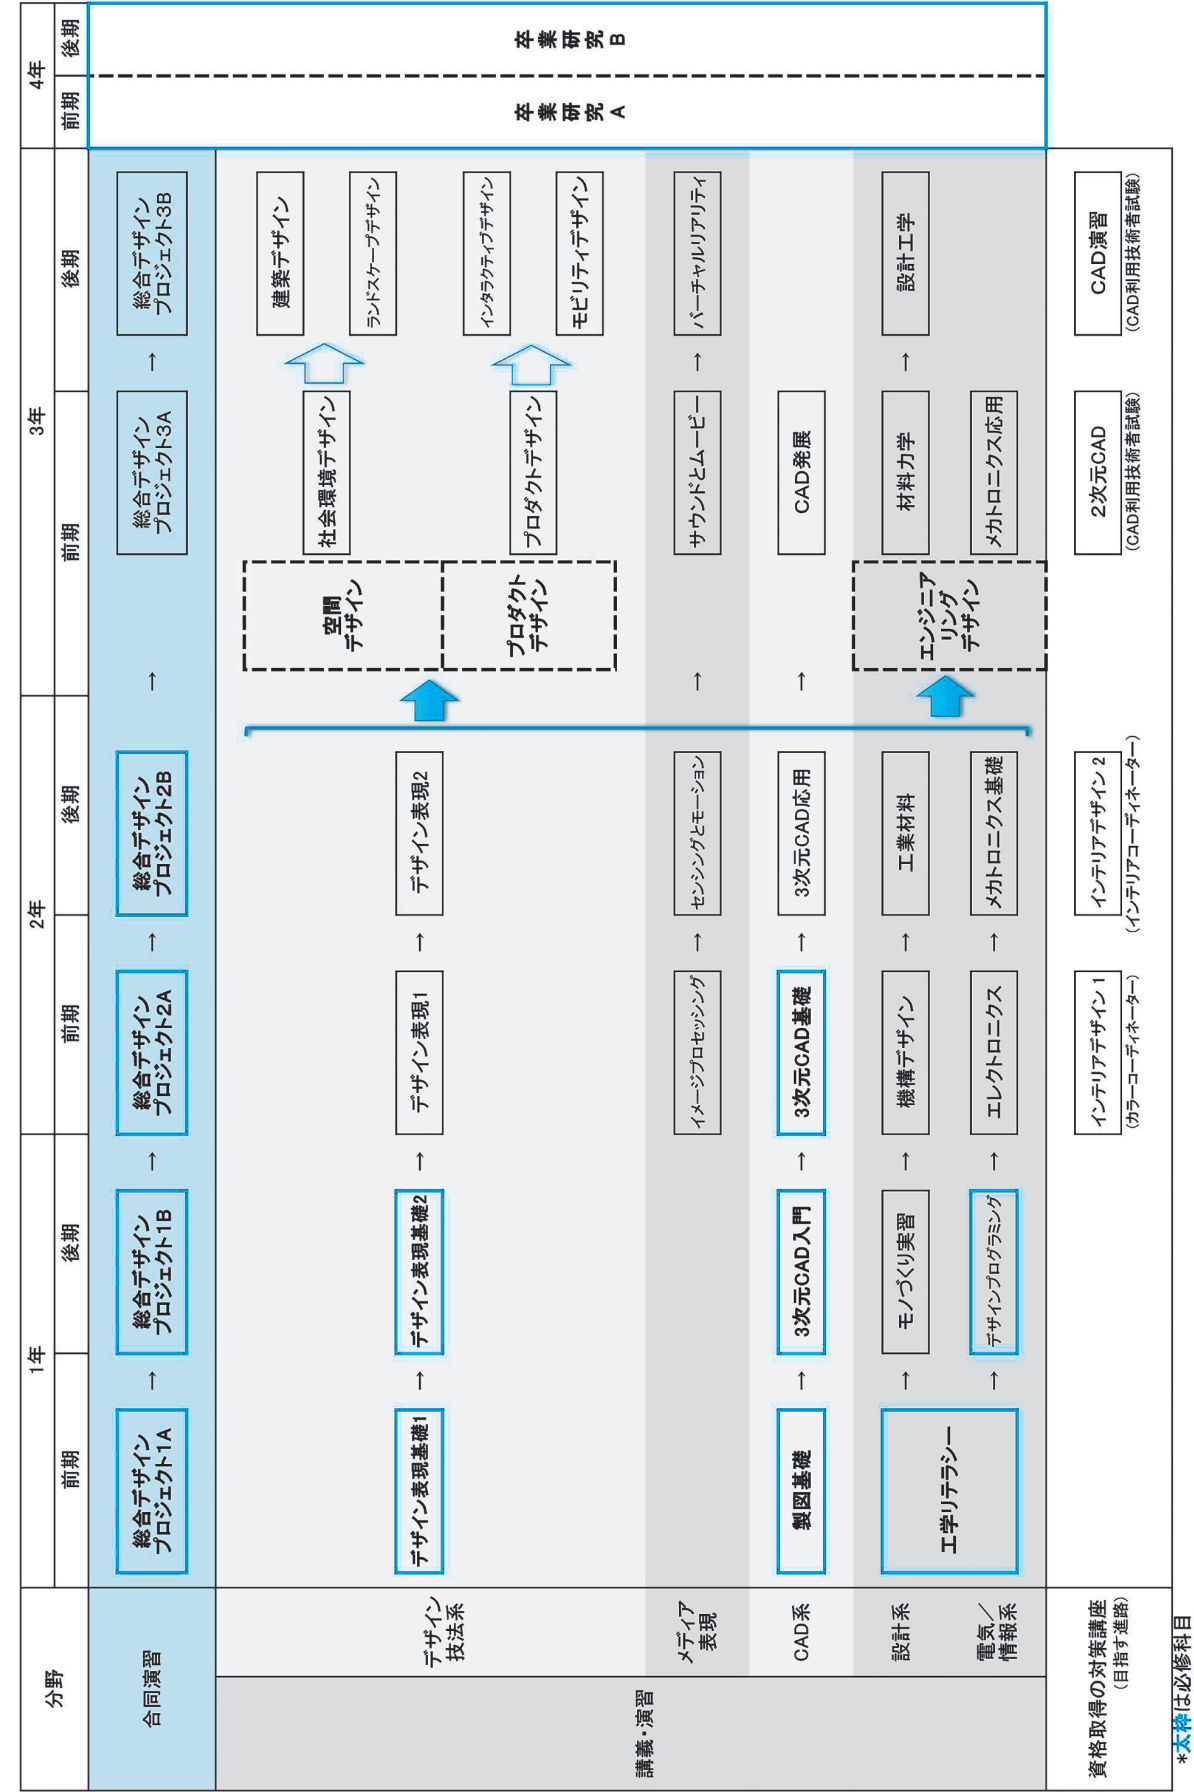 分野
1年
2年
3年
4年
前期
後期
前期
後期
前期
後期
前期
後期
合同演習
総合デザイン
プロジェクト1A
→
総合デザイン
プロジェクト1B
→
総合デザイン
プロジェクト2A
→
総合デザイン
プロジェクト2B
→
総合デザイン
プロジェクト3A
→
総合デザイン
プロジェクト3B
卒業研究A
卒業研究B
講義・演習
デザイン
技法系
デザイン表現基礎1
→
デザイン表現基礎2
→
デザイン表現1
→
デザイン表現2
空間
デザイン
社会環境デザイン
建築デザイン
ランドスケープデザイン
プロダクト
デザイン
プロダクトデザイン
インタラクティブデザイン
モビリティデザイン
メディア
表現
イメージプロセッシング
→
センシングとモーション
→
サウンドとムービー
→
バーチャルリアリティ
CAD系
製図基礎
→
3次元CAD入門
→
3次元CAD基礎
→
3次元CAD応用
→
CAD発展
設計系
工学リテラシー
→
モノづくり実習
→
機構デザイン
→
工業材料
エンジニア
リング
デザイン
材料力学
→
設計工学
電気／
情報系
→
デザインプログラミング
→
エレクトロニクス
→
メカトロニクス基礎
メカトロニクス応用
資格取得の対策講座
（目指す進路）
インテリアデザイン 1
（カラーコーディネーター）
インテリアデザイン 2
（インテリアコーディネーター）
2次元CAD
（CAD利用技術者試験）
CAD演習
（CAD利用技術者試験）
*太枠は必修科目